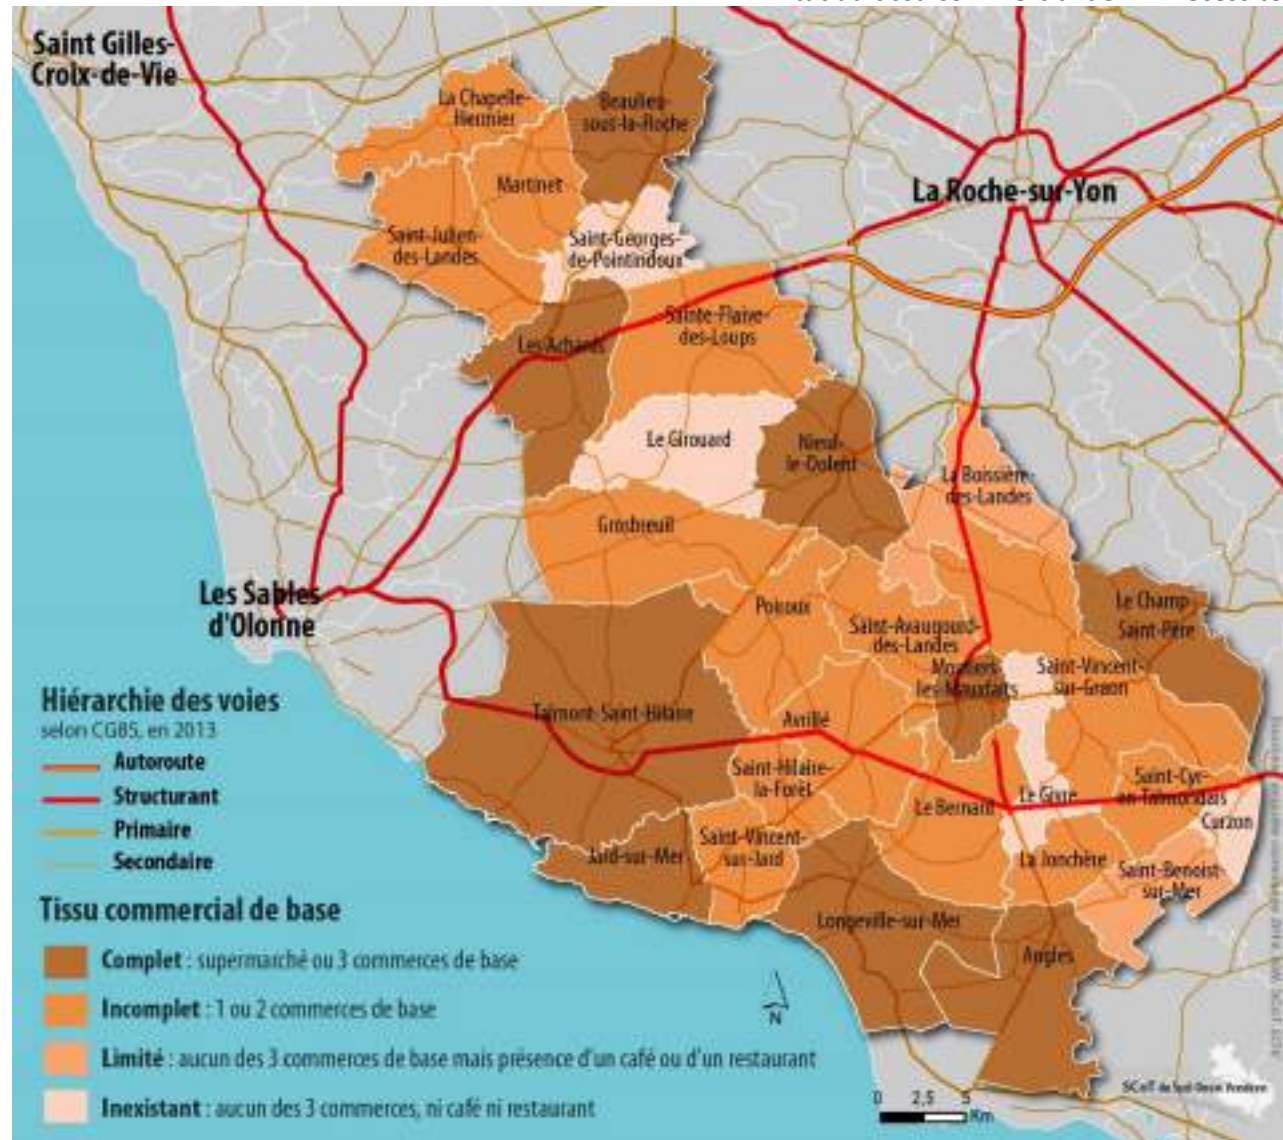 Saint Gilles-
Croix-de-Vie
La Chapelle-
Hermier
Beaulieu-
sous-la-Roche
Martinet
La Roche-sur-Yon
Saint-Julien-
des-Landes
Saint-Georges-
de-Pointindoux
Sainte-Flaive-
des-Loups
Les Achards
Le Girouard
Nieul-
le-Dolent
La Boissière-
des-Landes
Grosbreuil
Les Sables
d'Olonne
Poiroux
Le Champ
Saint-Père
Saint-Avaugourd-
des-Landes
Moutiers-
les-Mauxfaits
Saint-Vincent-
sur-Graon
Talmont-Saint-Hilaire
Avrillé
Saint-Hilaire-
la-Forêt
Le Bernard
Le Givre
Saint-Cyr-
en-Talmondais
Curzon
Jard-sur-Mer
Saint-Vincent-
sur-Jard
La Jonchère
Saint-Benoist-
sur-Mer
Longeville-sur-Mer
Angles
Hiérarchie des voies
selon CG85, en 2013
Autoroute
Structurant
Primaire
Secondaire
Tissu commercial de base
Complet : supermarché ou 3 commerces de base
Incomplet : 1 ou 2 commerces de base
Limité : aucun des 3 commerces de base mais présence d'un café ou d'un restaurant
Inexistant : aucun des 3 commerces, ni café ni restaurant
N
0 2,5 5
Km
SCoT du Sud-Ouest Vendéen